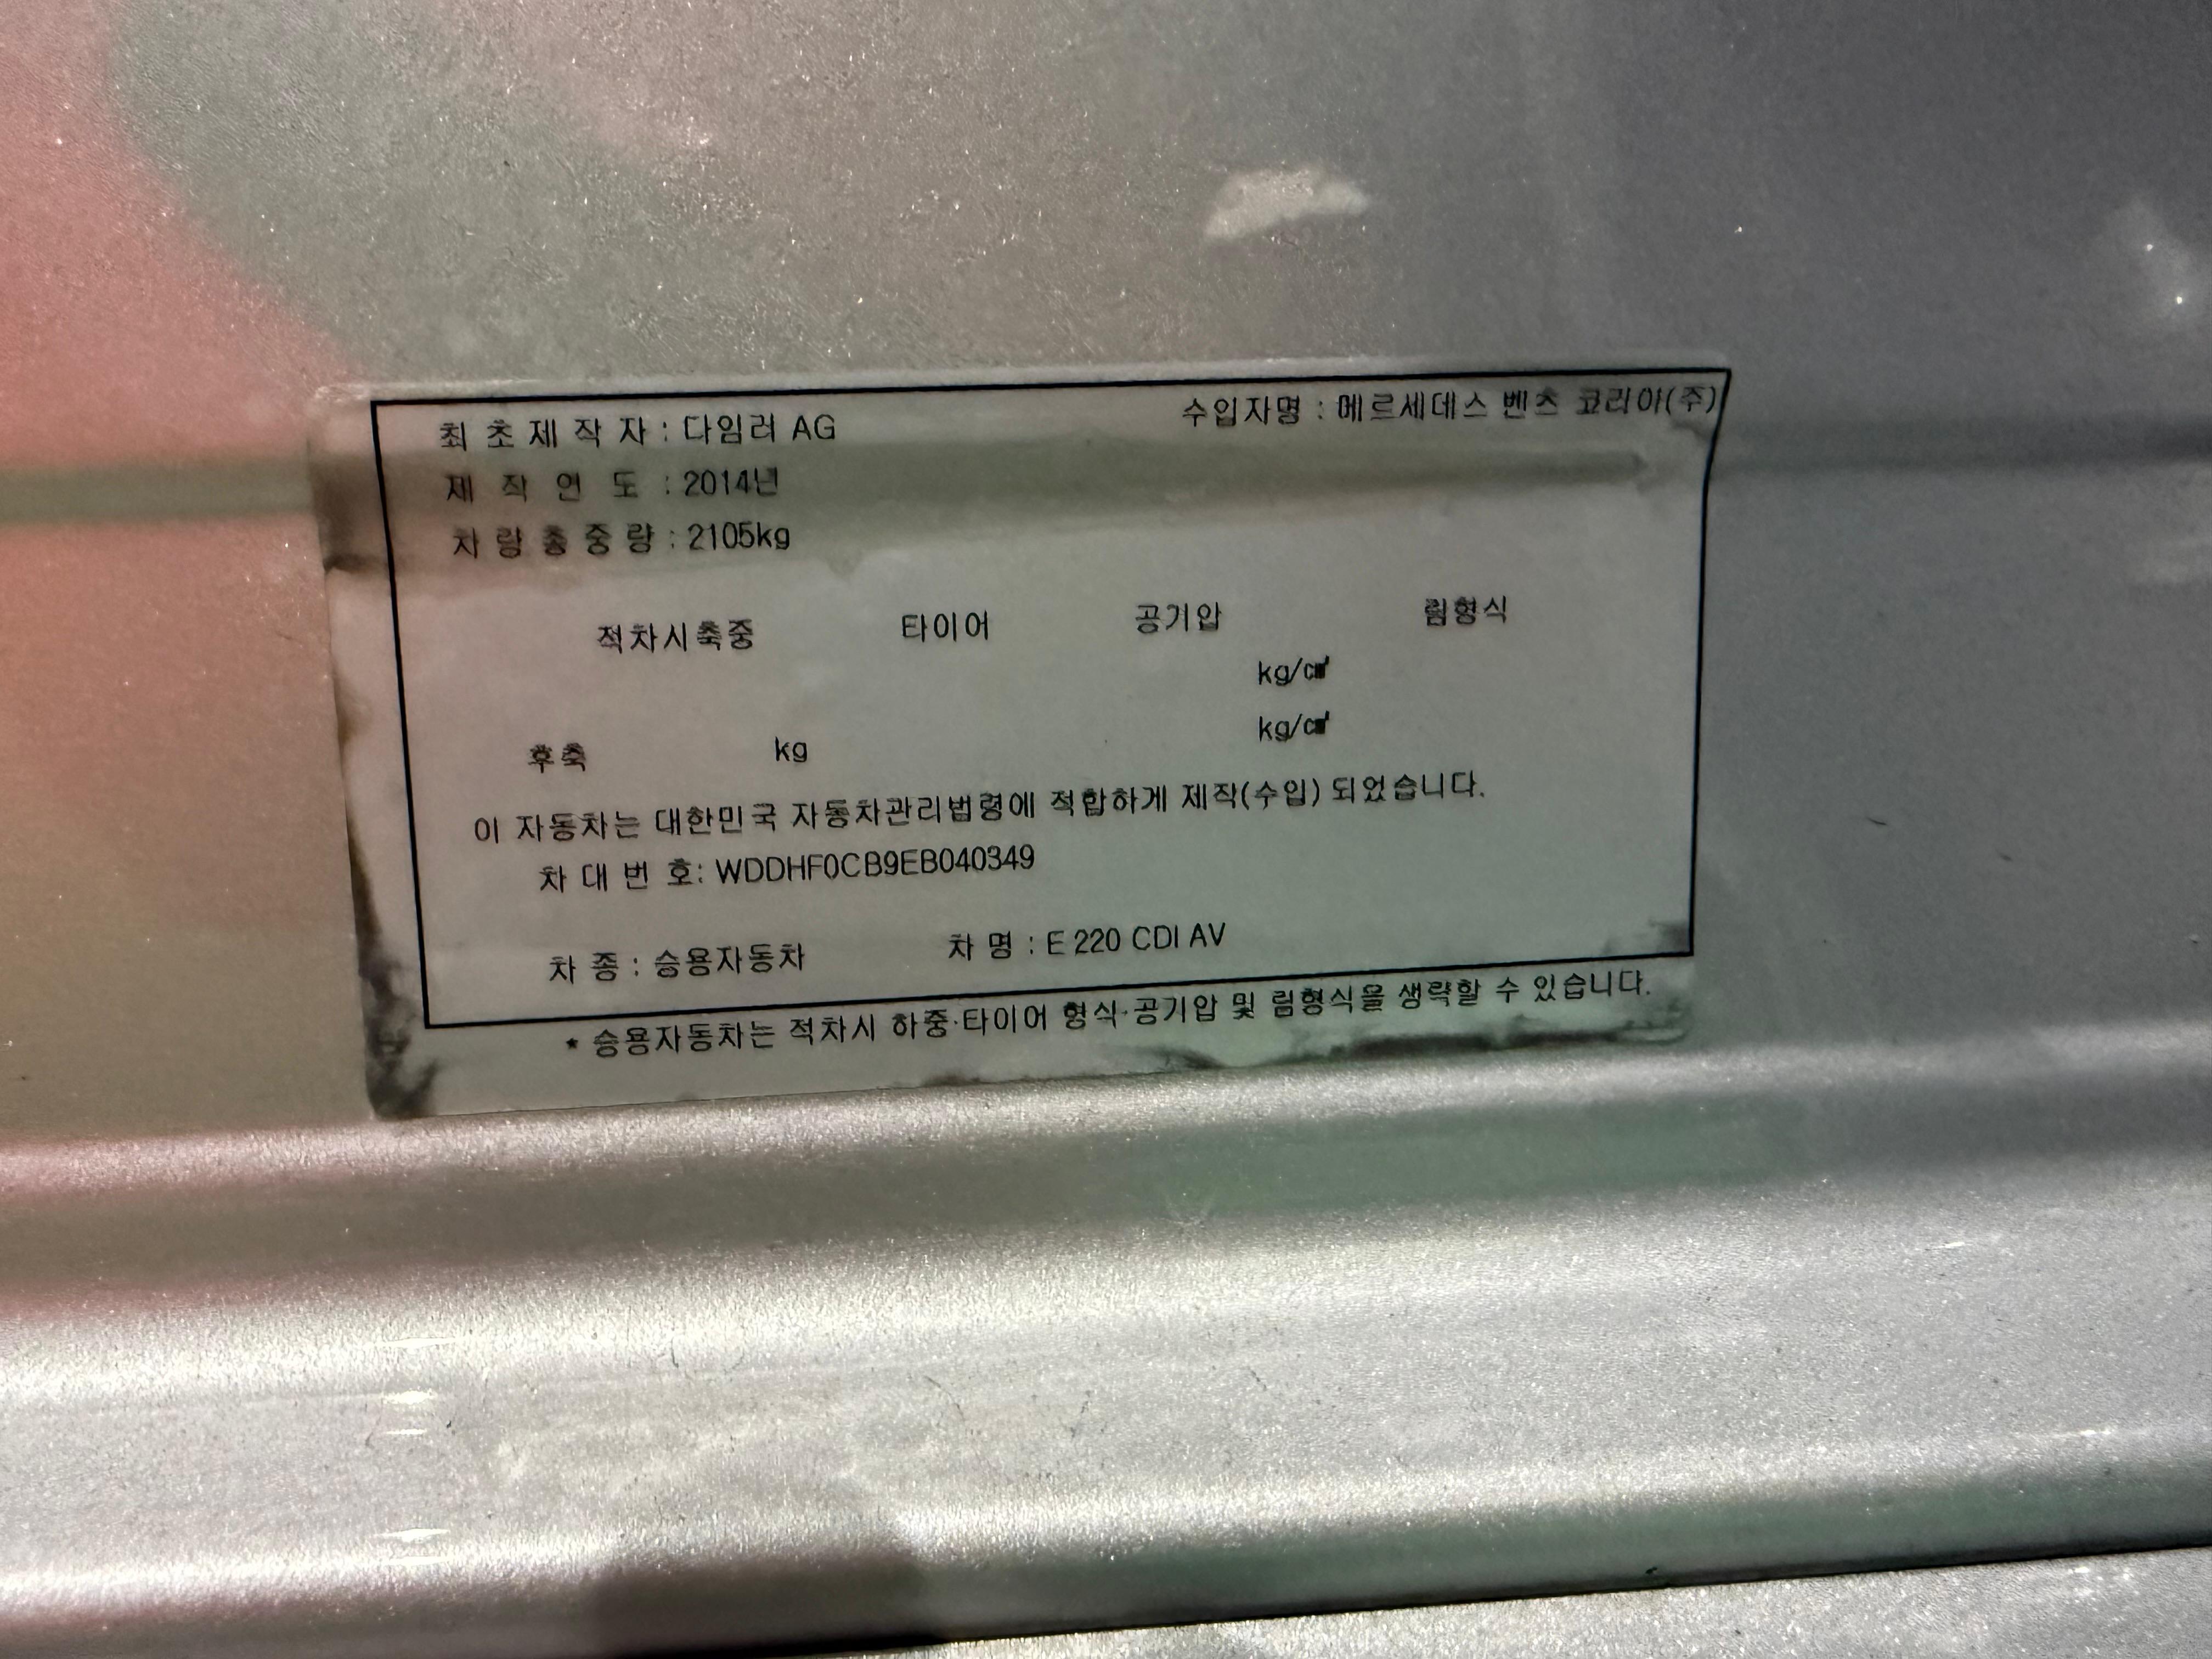 최 초 제 작 자 : 다임러 AG 수입자명 : 메르세데스 벤츠 코리아(주)
제 작 연 도 : 2014년
차 량 총 중 량 : 2105kg
적차시축중 타이어 공기압 림형식
kg/㎠
후축 kg kg/㎠
이 자동차는 대한민국 자동차관리법령에 적합하게 제작(수입) 되었습니다.
차 대 번 호: WDDHF0CB9EB040349
차 종 : 승용자동차 차 명 : E 220 CDI AV
* 승용자동차는 적차시 하중·타이어 형식·공기압 및 림형식을 생략할 수 있습니다.